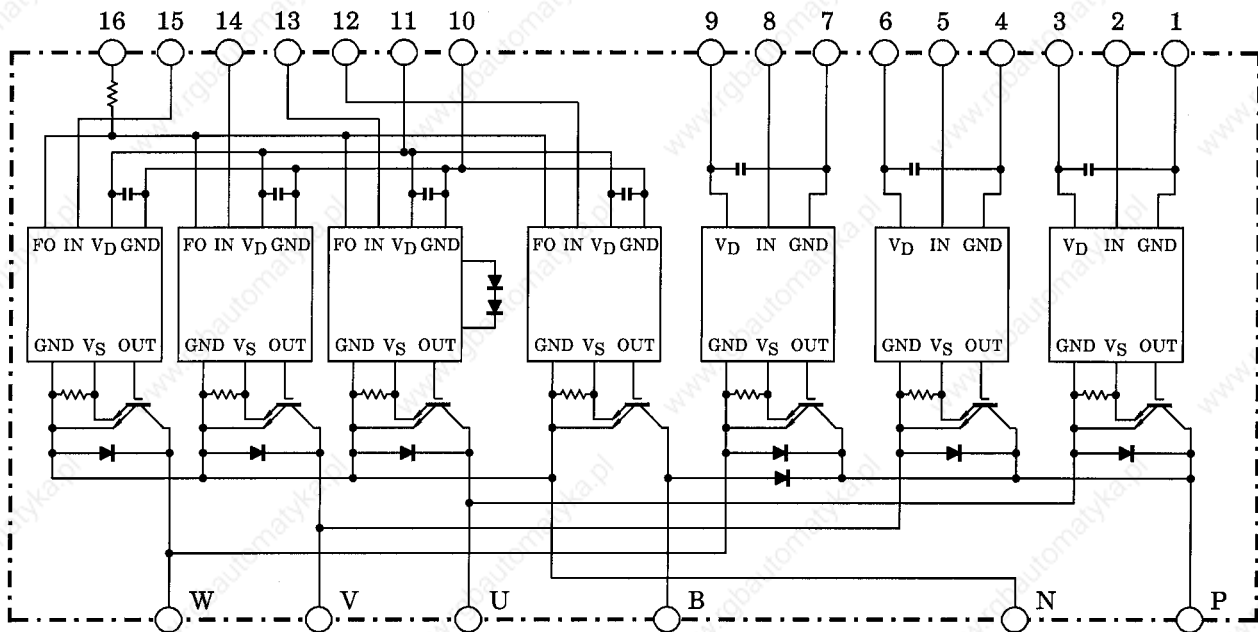 16 15 14 13 12 11 10 9 8 7 6 5 4 3 2 1
FO IN VD GND FO IN VD GND FO IN VD GND FO IN VD GND VD IN GND VD IN GND VD IN GND
GND VS OUT GND VS OUT GND VS OUT GND VS OUT GND VS OUT GND VS OUT GND VS OUT
W V U B N P
www.rgbautomatyka.pl